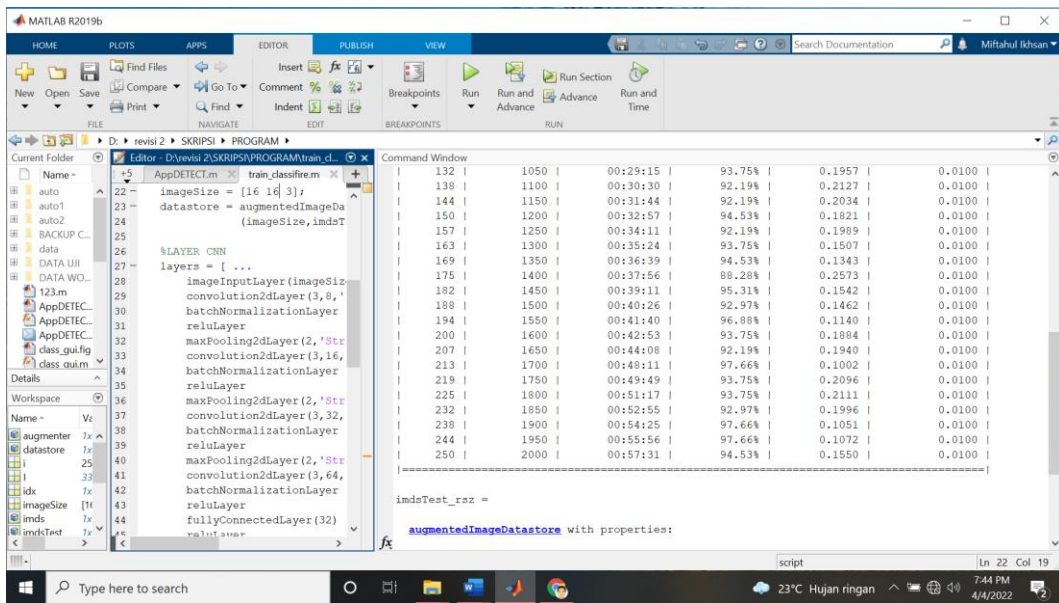 MATLAB R2019b
HOME PLOTS APPS EDITOR PUBLISH VIEW Search Documentation Miftahul Ikhsan
New Open Save Find Files Compare Print Go To Find Insert fx Comment % Indent Breakpoints Run Run and Advance Run Section Advance Run and Time
FILE NAVIGATE EDIT BREAKPOINTS RUN
D: ▸ revisi 2 ▸ SKRIPSI ▸ PROGRAM ▸
Current Folder
Name
auto
auto1
auto2
BACKUP C...
data
DATA UJI
DATA WO...
123.m
AppDETEC...
AppDETEC...
AppDETEC...
class_gui.fig
class_gui.m
Details
Workspace
Name Va
augmenter 1x
datastore 1x
i 25
I 33
idx 1x
imageSize [16
imds 1x
imdsTest 1x
Editor - D:\revisi 2\SKRIPSI\PROGRAM\train_cl...
+5 AppDETECT.m train_classifire.m +
22 - imageSize = [16 16 3];
23 - datastore = augmentedImageDa
24 (imageSize,imdsT
25
26 %LAYER CNN
27 - layers = [ ...
28 imageInputLayer(imageSiz
29 convolution2dLayer(3,8,'
30 batchNormalizationLayer
31 reluLayer
32 maxPooling2dLayer(2,'Str
33 convolution2dLayer(3,16,
34 batchNormalizationLayer
35 reluLayer
36 maxPooling2dLayer(2,'Str
37 convolution2dLayer(3,32,
38 batchNormalizationLayer
39 reluLayer
40 maxPooling2dLayer(2,'Str
41 convolution2dLayer(3,64,
42 batchNormalizationLayer
43 reluLayer
44 fullyConnectedLayer(32)
45 reluLayer
Command Window
| 132 | 1050 | 00:29:15 | 93.75% | 0.1957 | 0.0100 |
| 138 | 1100 | 00:30:30 | 92.19% | 0.2127 | 0.0100 |
| 144 | 1150 | 00:31:44 | 92.19% | 0.2034 | 0.0100 |
| 150 | 1200 | 00:32:57 | 94.53% | 0.1821 | 0.0100 |
| 157 | 1250 | 00:34:11 | 92.19% | 0.1989 | 0.0100 |
| 163 | 1300 | 00:35:24 | 93.75% | 0.1507 | 0.0100 |
| 169 | 1350 | 00:36:39 | 94.53% | 0.1343 | 0.0100 |
| 175 | 1400 | 00:37:56 | 88.28% | 0.2573 | 0.0100 |
| 182 | 1450 | 00:39:11 | 95.31% | 0.1542 | 0.0100 |
| 188 | 1500 | 00:40:26 | 92.97% | 0.1462 | 0.0100 |
| 194 | 1550 | 00:41:40 | 96.88% | 0.1140 | 0.0100 |
| 200 | 1600 | 00:42:53 | 93.75% | 0.1884 | 0.0100 |
| 207 | 1650 | 00:44:08 | 92.19% | 0.1940 | 0.0100 |
| 213 | 1700 | 00:48:11 | 97.66% | 0.1002 | 0.0100 |
| 219 | 1750 | 00:49:49 | 93.75% | 0.2096 | 0.0100 |
| 225 | 1800 | 00:51:17 | 93.75% | 0.2111 | 0.0100 |
| 232 | 1850 | 00:52:55 | 92.97% | 0.1996 | 0.0100 |
| 238 | 1900 | 00:54:25 | 97.66% | 0.1051 | 0.0100 |
| 244 | 1950 | 00:55:56 | 97.66% | 0.1072 | 0.0100 |
| 250 | 2000 | 00:57:31 | 94.53% | 0.1550 | 0.0100 |
imdsTest_rsz =
augmentedImageDatastore with properties:
fx
script Ln 22 Col 19
Type here to search 23°C Hujan ringan 7:44 PM
4/4/2022